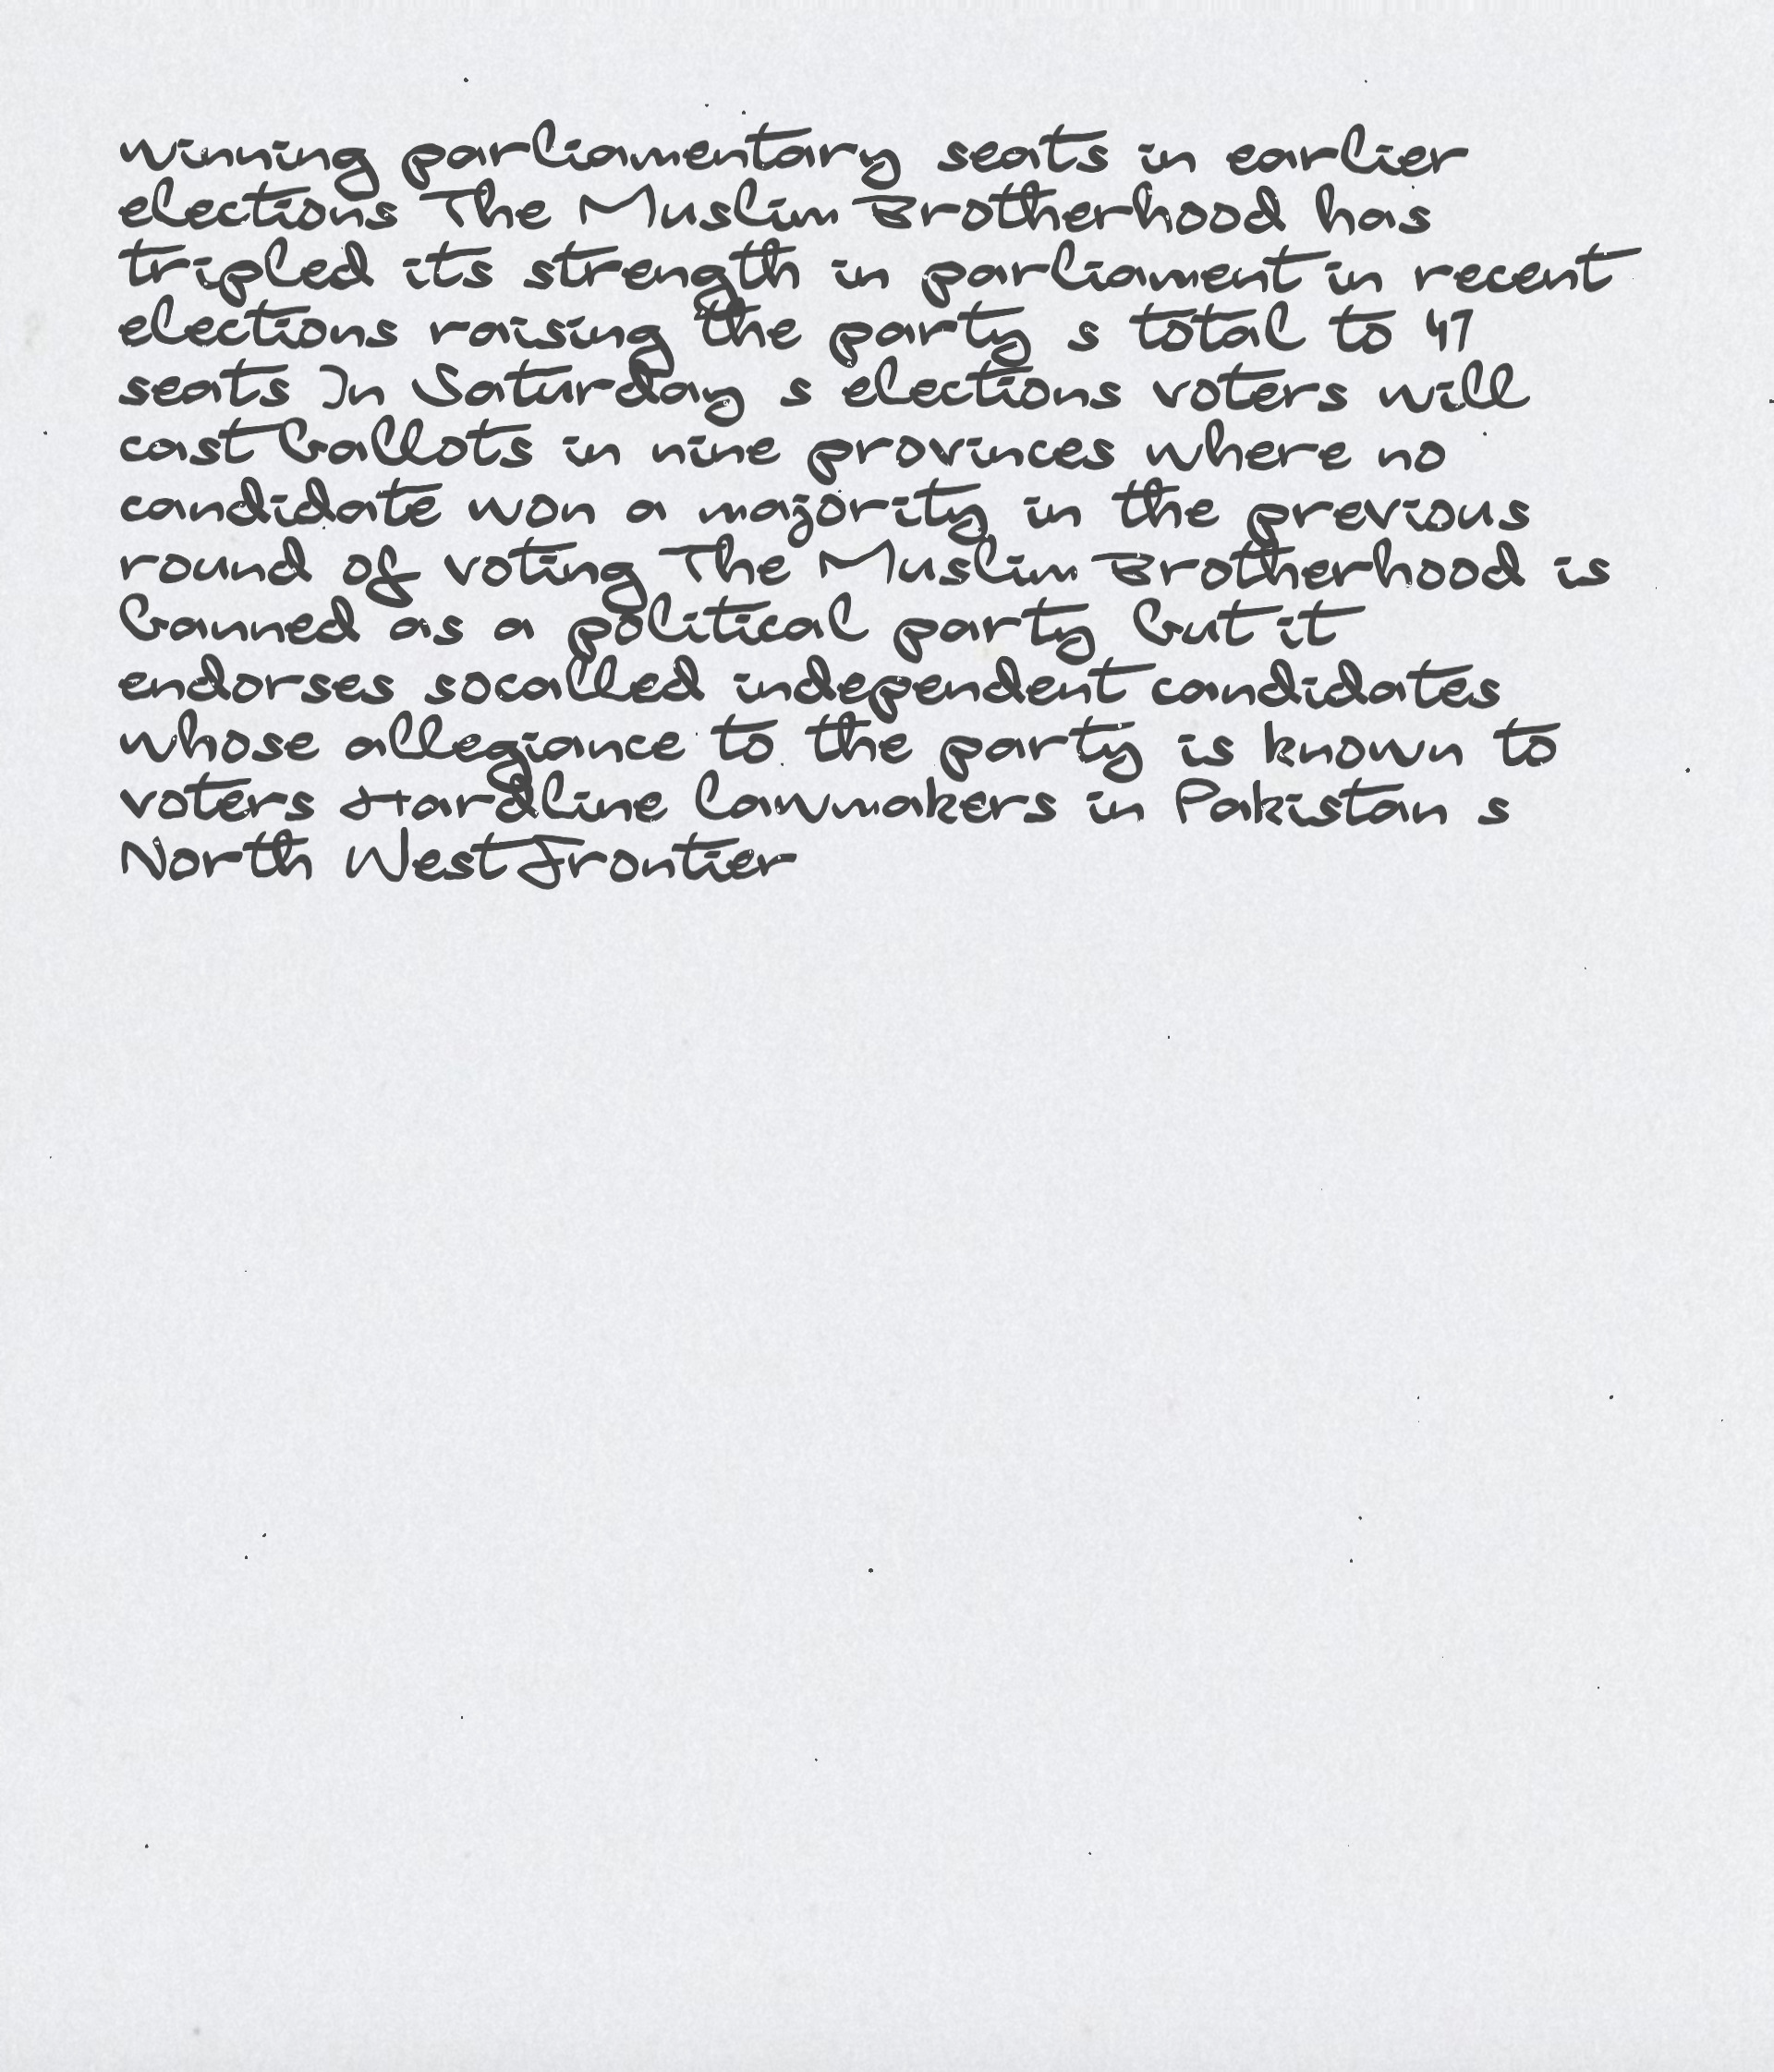 winning parliamentary seats in earlier
elections The Muslim Brotherhood has
tripled its strength in parliament in recent
elections raising the party s total to 47
seats In Saturday s elections voters will
cast ballots in nine provinces where no
candidate won a majority in the previous
round of voting The Muslim Brotherhood is
banned as a political party but it
endorses socalled independent candidates
whose allegiance to the party is known to
voters Hardline lawmakers in Pakistan s
North West Frontier